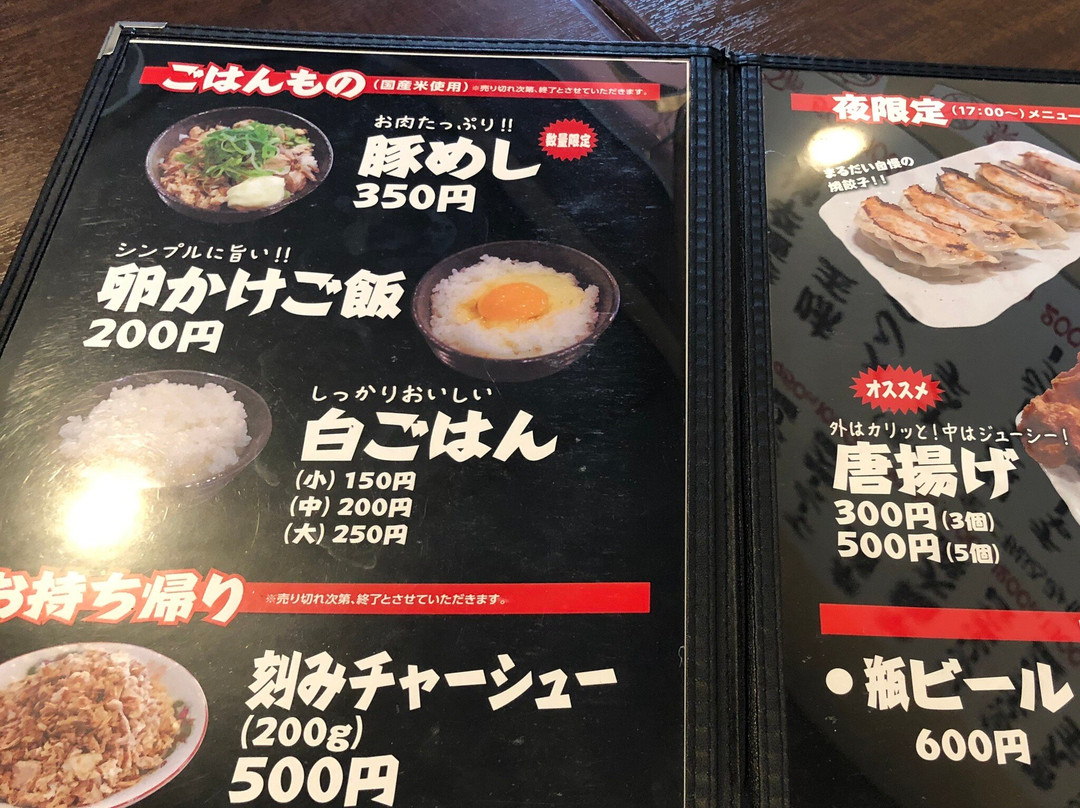 ごはんもの (国産米使用) ※売り切れ次第、終了とさせていただきます。
お肉たっぷり!!
豚めし
数量限定
350円
シンプルに旨い!!
卵かけご飯
200円
しっかりおいしい
白ごはん
(小) 150円
(中) 200円
(大) 250円
お持ち帰り ※売り切れ次第、終了とさせていただきます。
刻みチャーシュー
(200g)
500円
夜限定 (17:00〜) メニュー
まるだい自慢の
焼餃子!!
オススメ
外はカリッと!中はジューシー!
唐揚げ
300円 (3個)
500円 (5個)
●瓶ビール
600円